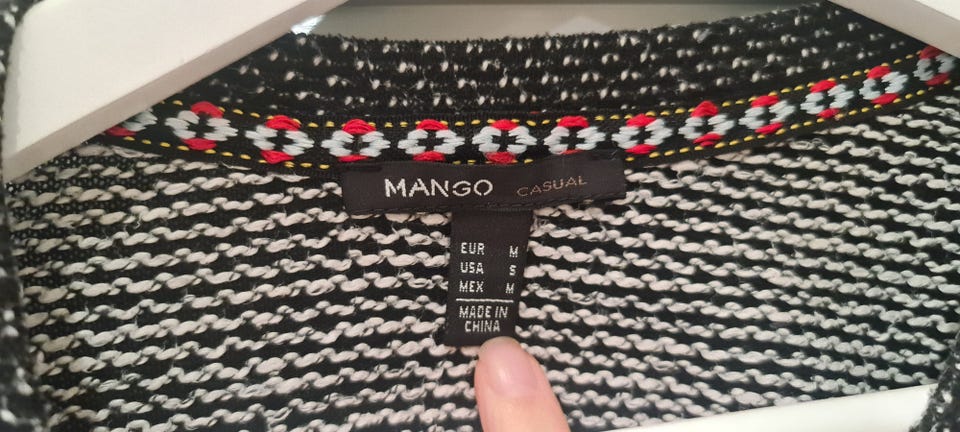 MANGO CASUAL
EUR M
USA S
MEX M
MADE IN
CHINA